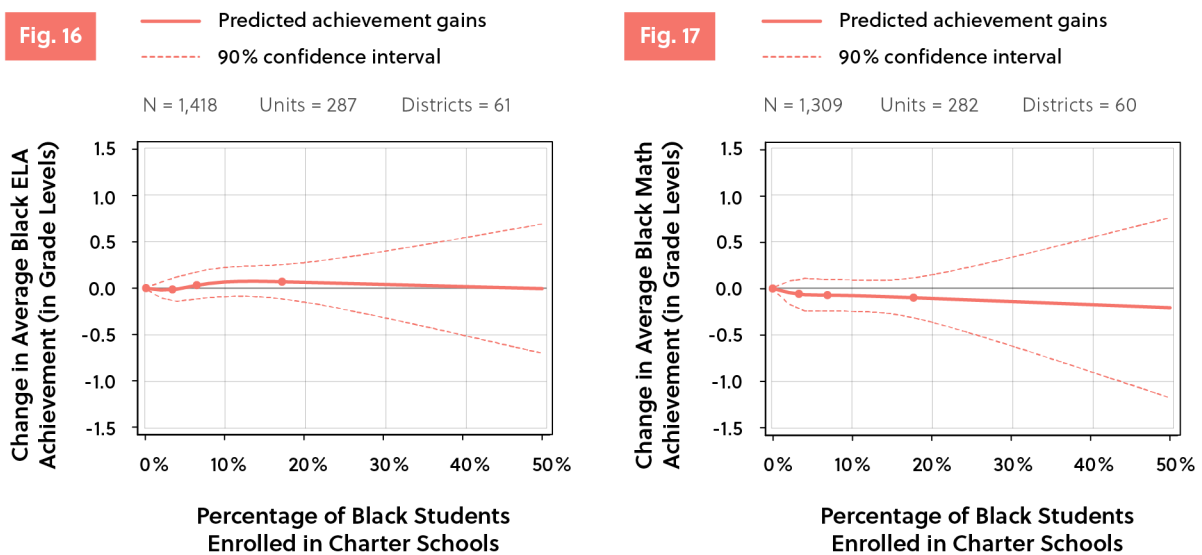 Fig. 16
Predicted achievement gains
90% confidence interval
N = 1,418 Units = 287 Districts = 61
Change in Average Black ELA
Achievement (in Grade Levels)
1.5
1.0
0.5
0.0
-0.5
-1.0
-1.5
0% 10% 20% 30% 40% 50%
Percentage of Black Students
Enrolled in Charter Schools
Fig. 17
Predicted achievement gains
90% confidence interval
N = 1,309 Units = 282 Districts = 60
Change in Average Black Math
Achievement (in Grade Levels)
1.5
1.0
0.5
0.0
-0.5
-1.0
-1.5
0% 10% 20% 30% 40% 50%
Percentage of Black Students
Enrolled in Charter Schools